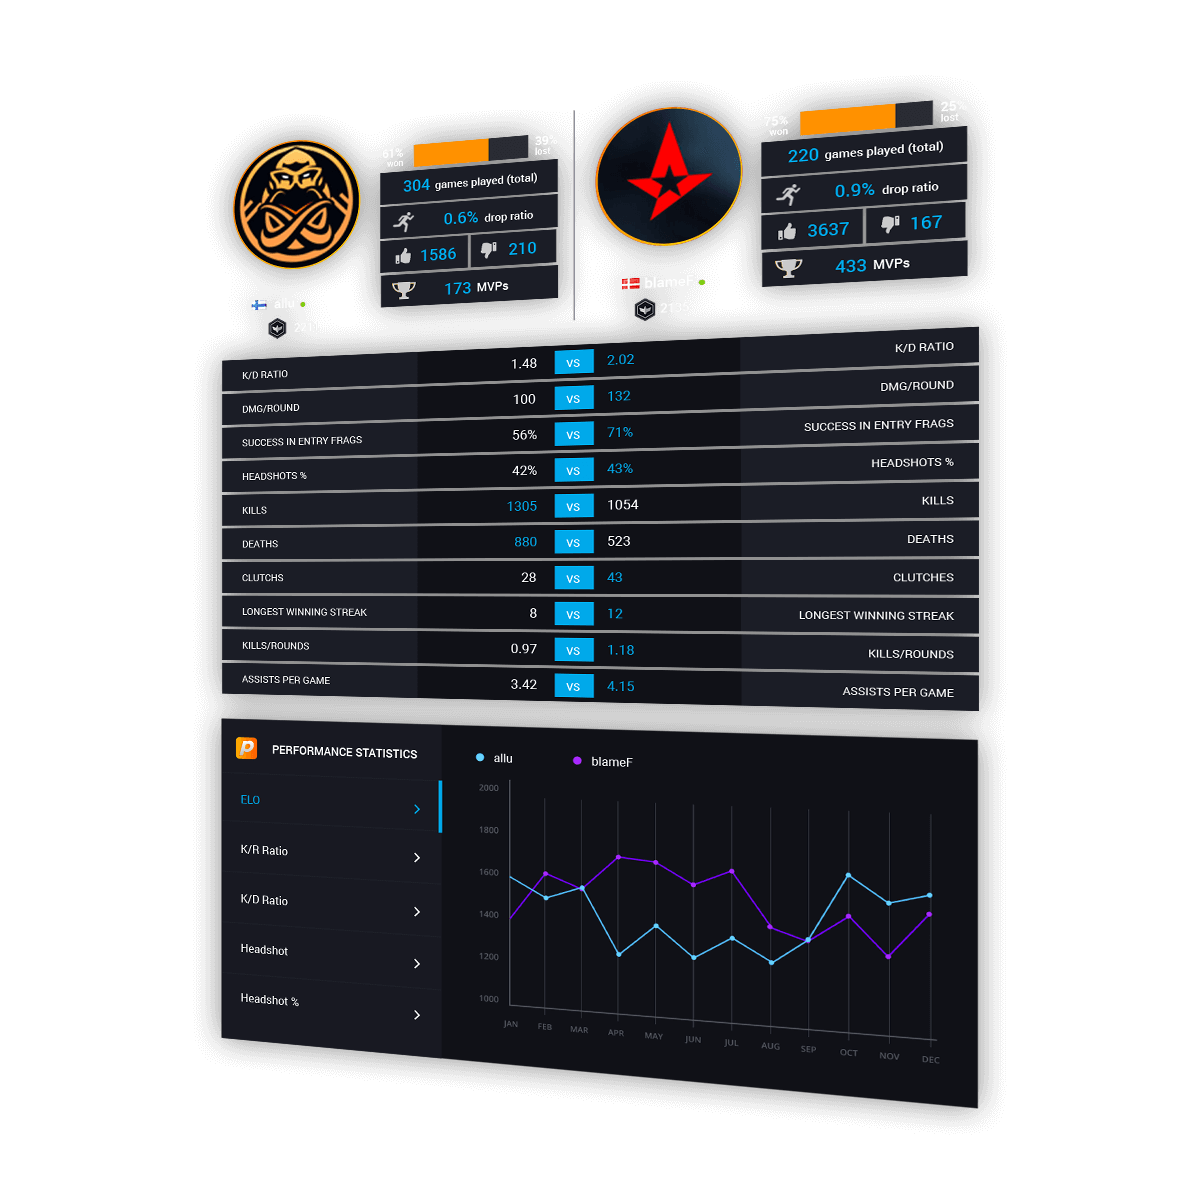 61%
won
39%
lost
304 games played (total)
0.6% drop ratio
1586
210
173 MVPs
allu
75%
won
25%
lost
220 games played (total)
0.9% drop ratio
3637
167
433 MVPs
blameF
K/D RATIO 1.48 VS 2.02 K/D RATIO
DMG/ROUND 100 VS 132 DMG/ROUND
SUCCESS IN ENTRY FRAGS 56% VS 71% SUCCESS IN ENTRY FRAGS
HEADSHOTS % 42% VS 43% HEADSHOTS %
KILLS 1305 VS 1054 KILLS
DEATHS 880 VS 523 DEATHS
CLUTCHS 28 VS 43 CLUTCHES
LONGEST WINNING STREAK 8 VS 12 LONGEST WINNING STREAK
KILLS/ROUNDS 0.97 VS 1.18 KILLS/ROUNDS
ASSISTS PER GAME 3.42 VS 4.15 ASSISTS PER GAME
P PERFORMANCE STATISTICS
ELO
K/R Ratio
K/D Ratio
Headshot
Headshot %
allu blameF
2000
1800
1600
1400
1200
1000
JAN FEB MAR APR MAY JUN JUL AUG SEP OCT NOV DEC